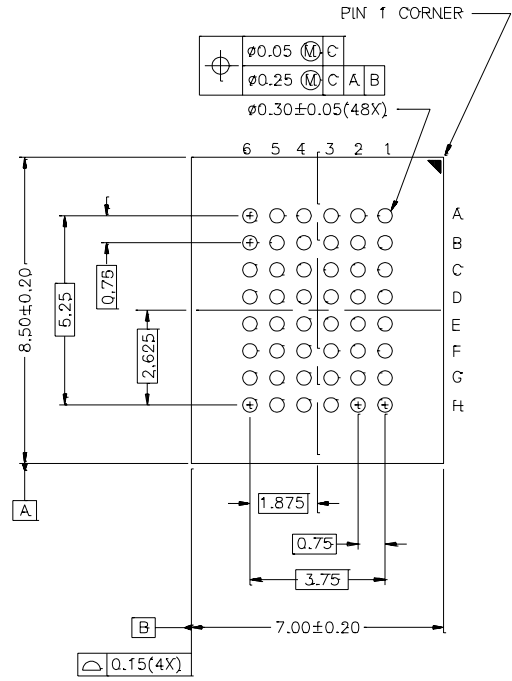 PIN 1 CORNER
ø0.05 Ⓜ C
ø0.25 Ⓜ C A B
ø0.30±0.05(48X)
6 5 4 3 2 1
A
B
C
D
E
F
G
H
8.50±0.20
5.25
0.75
2.625
A
1.875
0.75
3.75
B
7.00±0.20
0.15(4X)